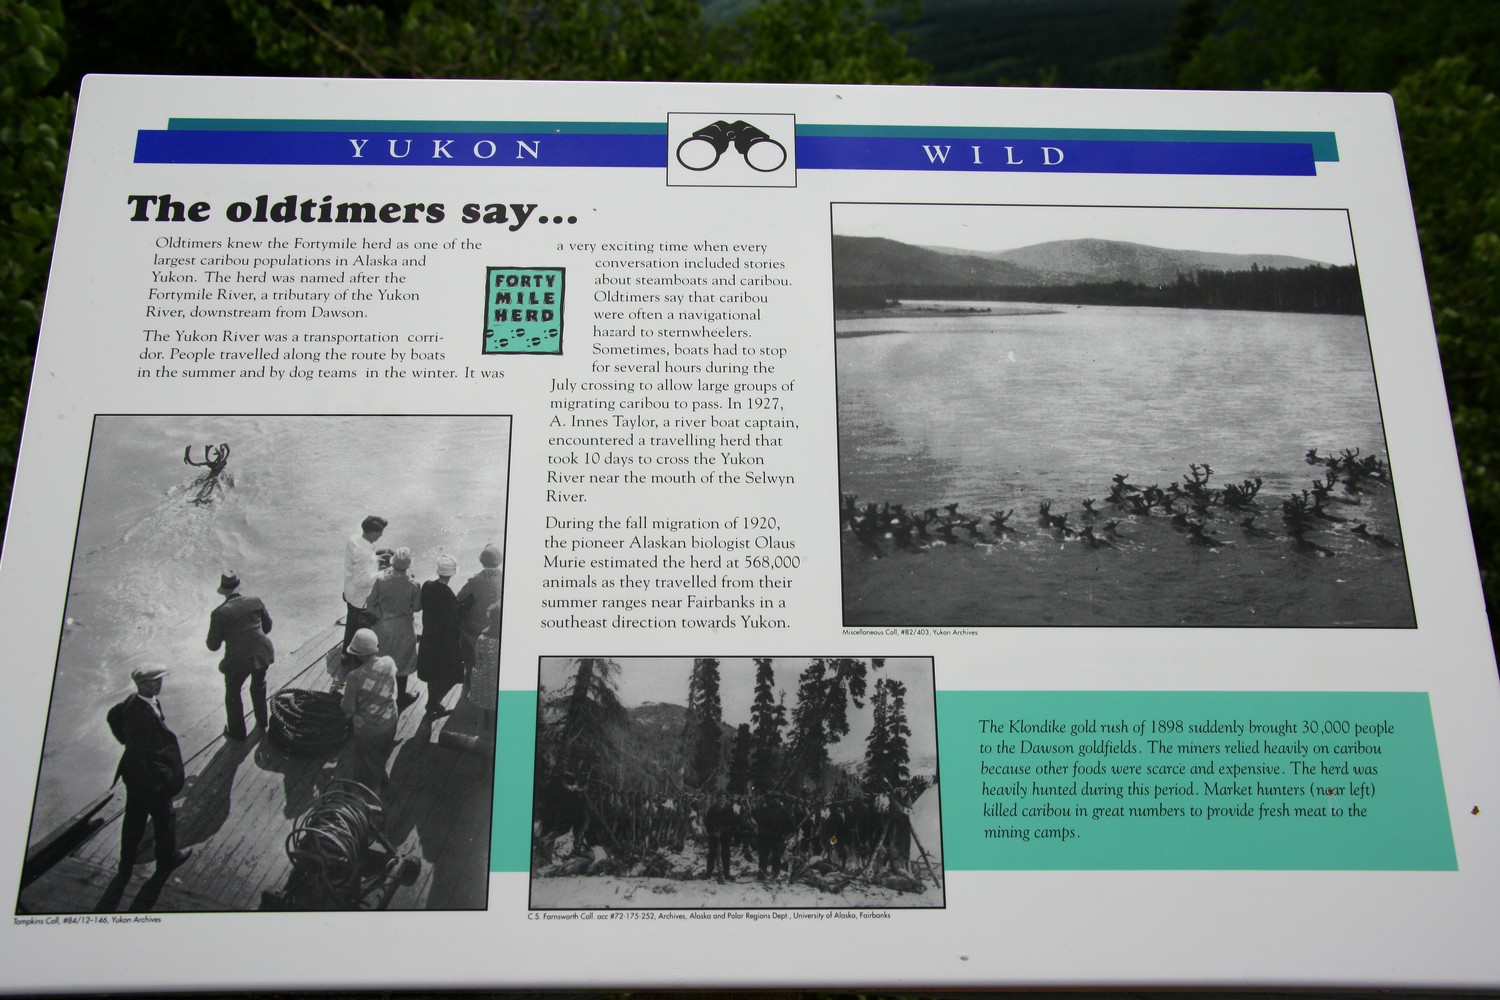 YUKON WILD
The oldtimers say...
Oldtimers knew the Fortymile herd as one of the
largest caribou populations in Alaska and
Yukon. The herd was named after the
Fortymile River, a tributary of the Yukon
River, downstream from Dawson.
The Yukon River was a transportation corri-
dor. People travelled along the route by boats
in the summer and by dog teams in the winter. It was
FORTY
MILE
HERD
a very exciting time when every
conversation included stories
about steamboats and caribou.
Oldtimers say that caribou
were often a navigational
hazard to sternwheelers.
Sometimes, boats had to stop
for several hours during the
July crossing to allow large groups of
migrating caribou to pass. In 1927,
A. Innes Taylor, a river boat captain,
encountered a travelling herd that
took 10 days to cross the Yukon
River near the mouth of the Selwyn
River.
During the fall migration of 1920,
the pioneer Alaskan biologist Olaus
Murie estimated the herd at 568,000
animals as they travelled from their
summer ranges near Fairbanks in a
southeast direction towards Yukon.
Miscellaneous Coll, #82/403, Yukon Archives
The Klondike gold rush of 1898 suddenly brought 30,000 people
to the Dawson goldfields. The miners relied heavily on caribou
because other foods were scarce and expensive. The herd was
heavily hunted during this period. Market hunters (near left)
killed caribou in great numbers to provide fresh meat to the
mining camps.
Tompkins Coll, #84/12-146, Yukon Archives
C.S. Farnsworth Coll. acc #72-175-252, Archives, Alaska and Polar Regions Dept., University of Alaska, Fairbanks